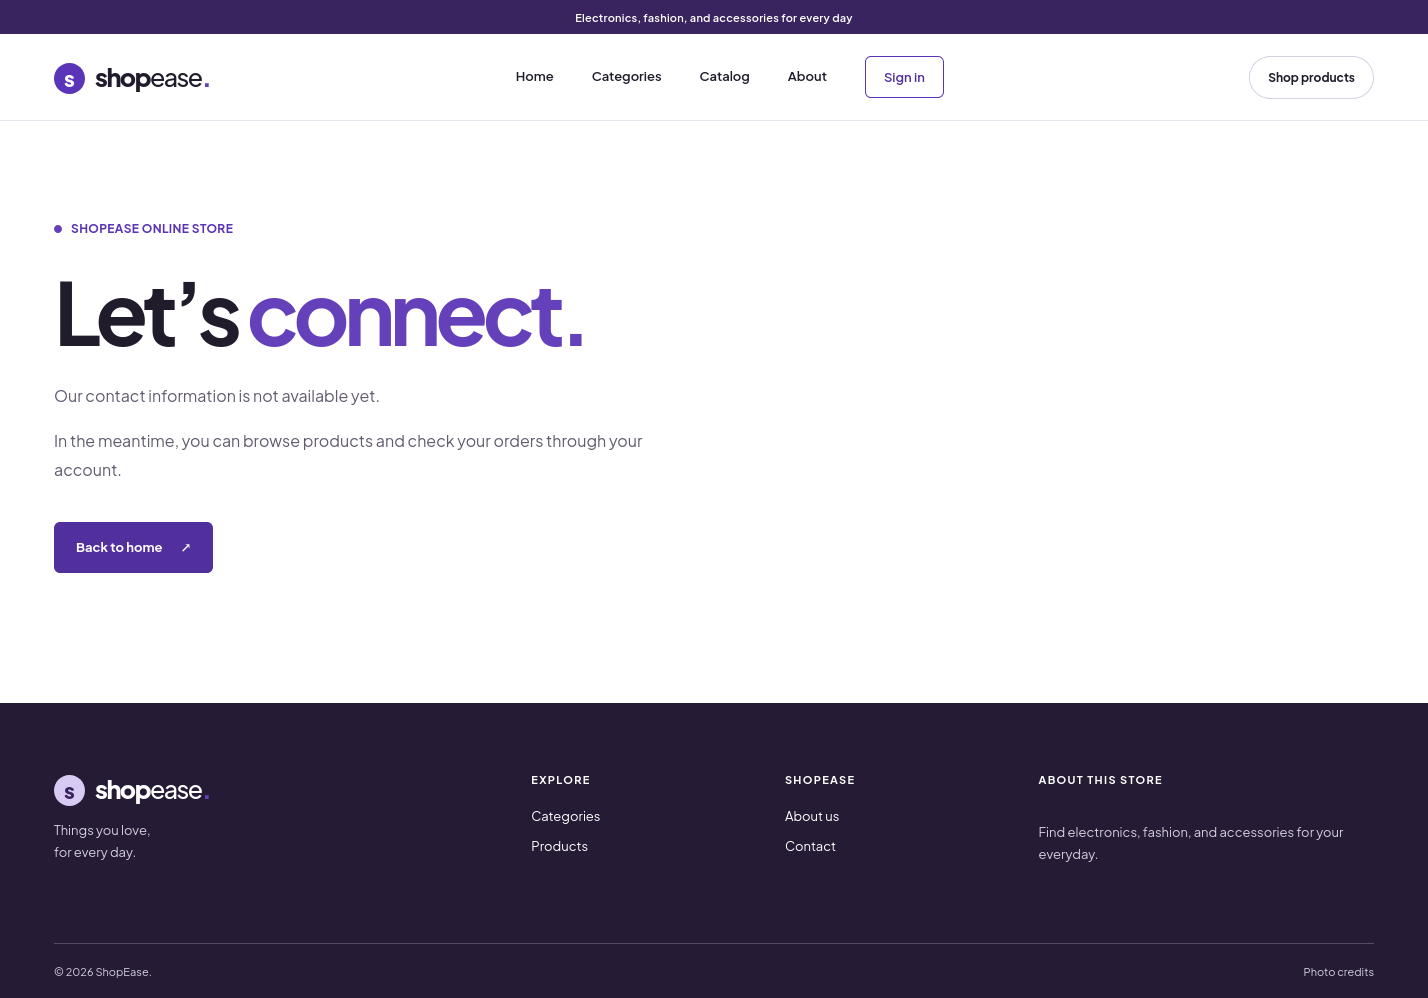 Electronics, fashion, and accessories for every day
s shopease.
Home Categories Catalog About Sign in
Shop products
SHOPEASE ONLINE STORE
Let’s connect.
Our contact information is not available yet.
In the meantime, you can browse products and check your orders through your
account.
Back to home ↗
s shopease.
Things you love,
for every day.
EXPLORE
Categories
Products
SHOPEASE
About us
Contact
ABOUT THIS STORE
Find electronics, fashion, and accessories for your
everyday.
© 2026 ShopEase.
Photo credits